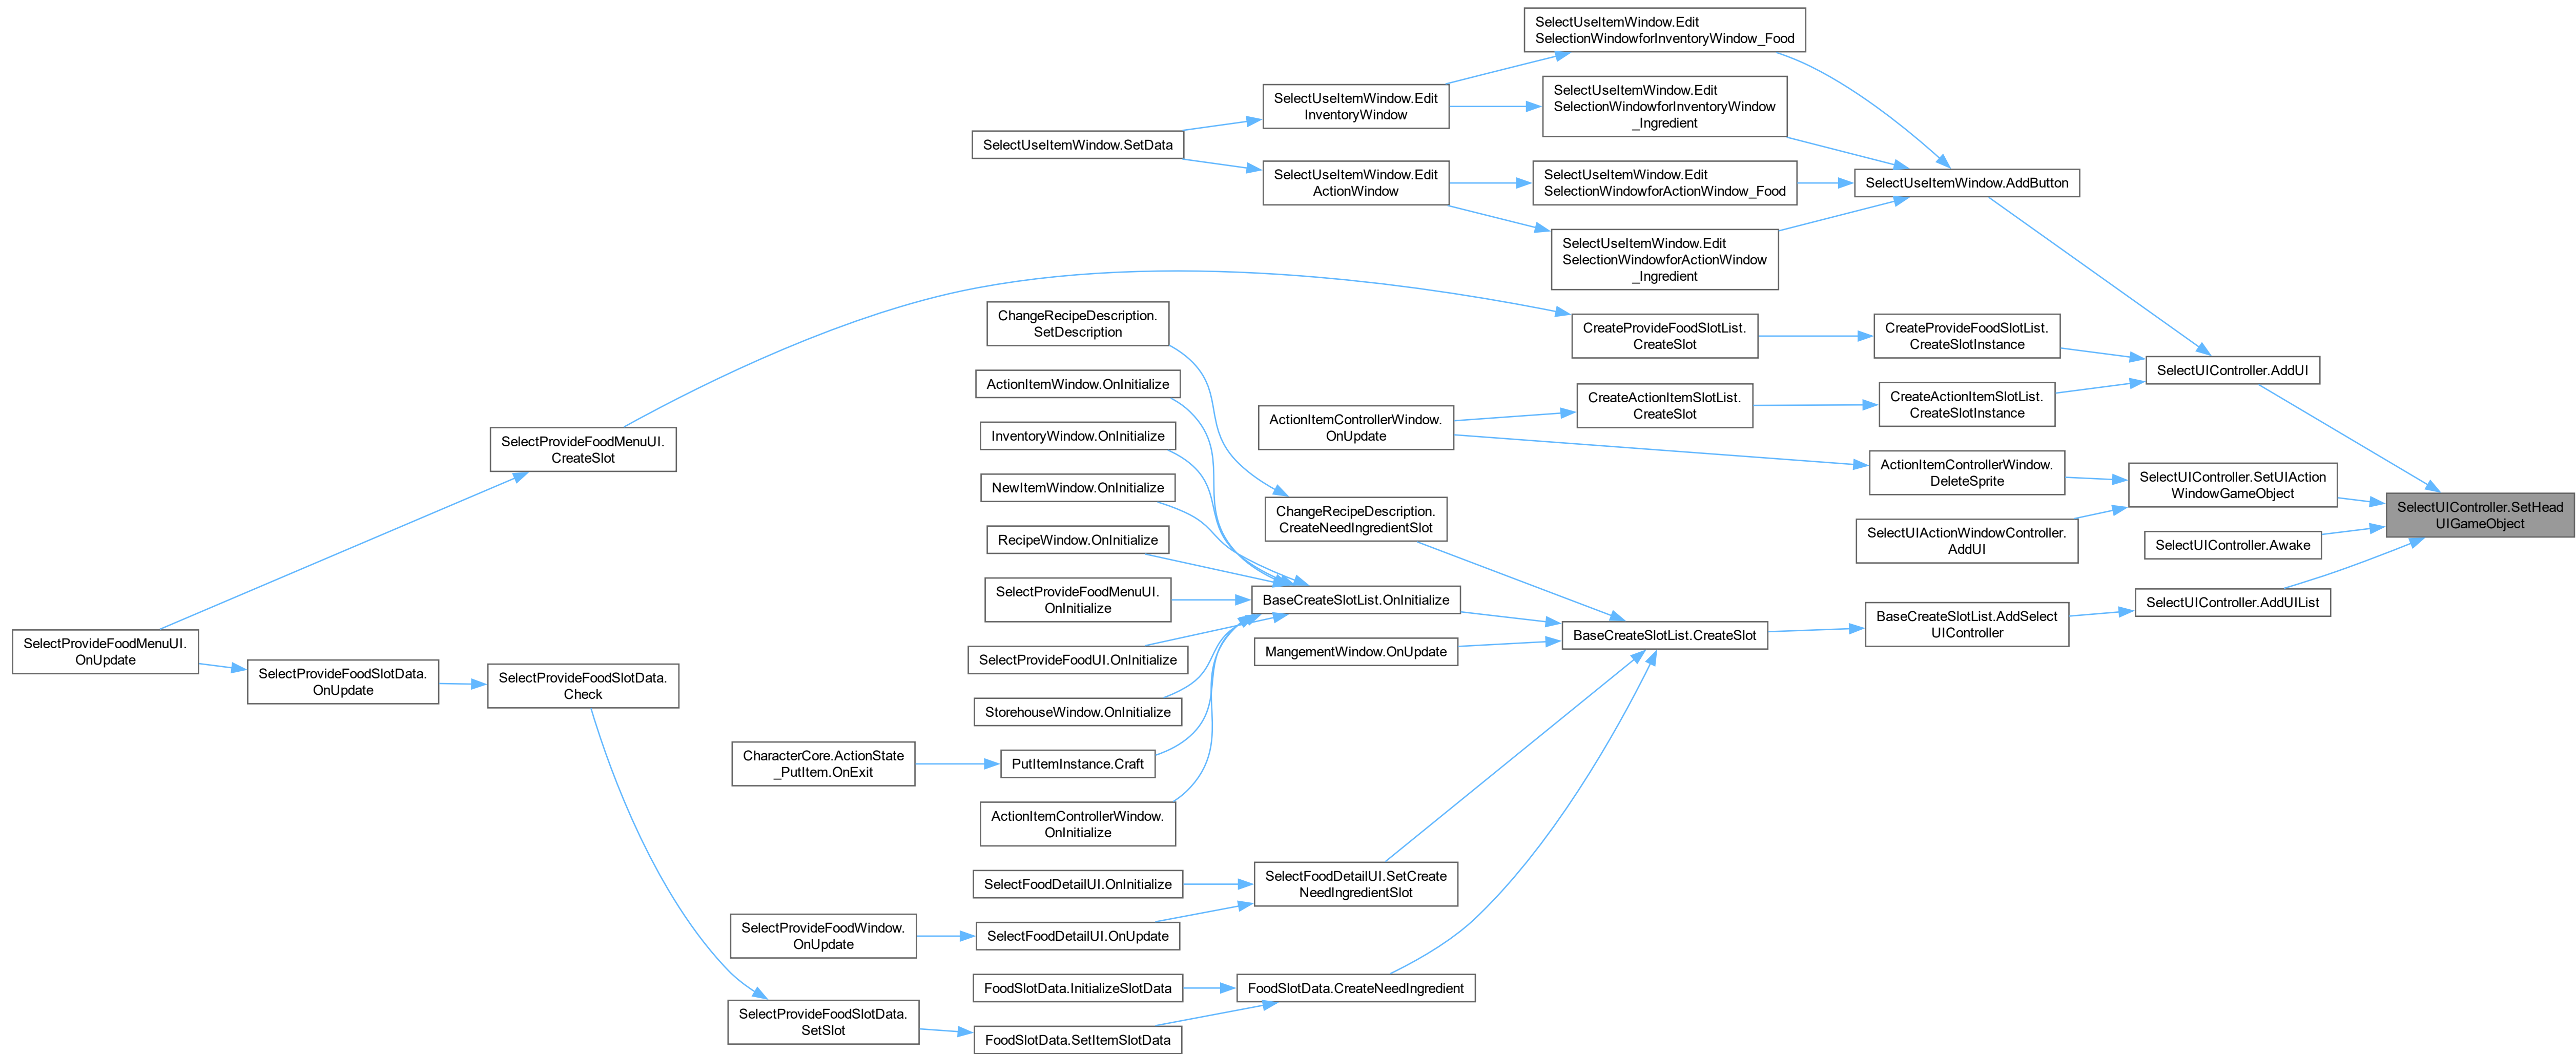 SelectUseItemWindow.Edit
SelectionWindowforInventoryWindow_Food
SelectUseItemWindow.Edit
InventoryWindow
SelectUseItemWindow.Edit
SelectionWindowforInventoryWindow
_Ingredient
SelectUseItemWindow.SetData
SelectUseItemWindow.Edit
ActionWindow
SelectUseItemWindow.Edit
SelectionWindowforActionWindow_Food
SelectUseItemWindow.AddButton
SelectUseItemWindow.Edit
SelectionWindowforActionWindow
_Ingredient
ChangeRecipeDescription.
SetDescription
CreateProvideFoodSlotList.
CreateSlot
CreateProvideFoodSlotList.
CreateSlotInstance
SelectUIController.AddUI
ActionItemWindow.OnInitialize
CreateActionItemSlotList.
CreateSlot
CreateActionItemSlotList.
CreateSlotInstance
ActionItemControllerWindow.
OnUpdate
InventoryWindow.OnInitialize
SelectProvideFoodMenuUI.
CreateSlot
ActionItemControllerWindow.
DeleteSprite
SelectUIController.SetUIAction
WindowGameObject
NewItemWindow.OnInitialize
SelectUIController.SetHead
UIGameObject
ChangeRecipeDescription.
CreateNeedIngredientSlot
RecipeWindow.OnInitialize
SelectUIActionWindowController.
AddUI
SelectUIController.Awake
SelectProvideFoodMenuUI.
OnInitialize
BaseCreateSlotList.OnInitialize
SelectUIController.AddUIList
BaseCreateSlotList.AddSelect
UIController
BaseCreateSlotList.CreateSlot
SelectProvideFoodMenuUI.
OnUpdate
SelectProvideFoodUI.OnInitialize
MangementWindow.OnUpdate
SelectProvideFoodSlotData.
OnUpdate
SelectProvideFoodSlotData.
Check
StorehouseWindow.OnInitialize
CharacterCore.ActionState
_PutItem.OnExit
PutItemInstance.Craft
ActionItemControllerWindow.
OnInitialize
SelectFoodDetailUI.OnInitialize
SelectFoodDetailUI.SetCreate
NeedIngredientSlot
SelectProvideFoodWindow.
OnUpdate
SelectFoodDetailUI.OnUpdate
FoodSlotData.InitializeSlotData
FoodSlotData.CreateNeedIngredient
SelectProvideFoodSlotData.
SetSlot
FoodSlotData.SetItemSlotData